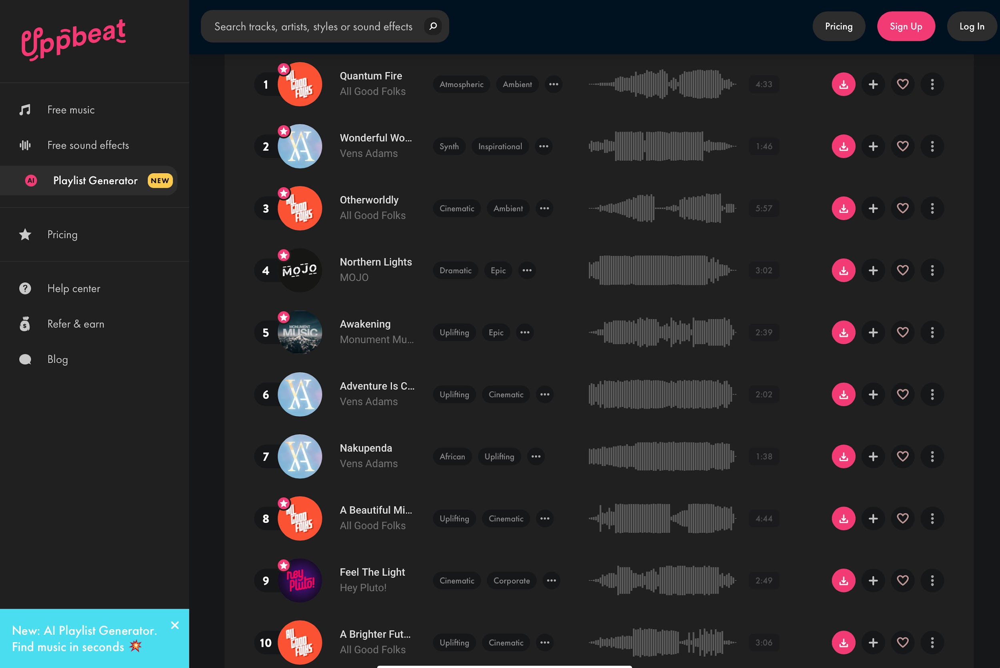 Uppbeat
Search tracks, artists, styles or sound effects
Pricing
Sign Up
Log In
Free music
Free sound effects
AI Playlist Generator NEW
Pricing
Help center
Refer & earn
Blog
New: AI Playlist Generator.
Find music in seconds 💥
1
ALL
GOOD
FOLKS
Quantum Fire
All Good Folks
Atmospheric Ambient ••• 4:33
2
VA
Wonderful Wo...
Vens Adams
Synth Inspirational ••• 1:46
3
ALL
GOOD
FOLKS
Otherworldly
All Good Folks
Cinematic Ambient ••• 5:57
4
MOJO
Northern Lights
MOJO
Dramatic Epic ••• 3:02
5
MONUMENT
MUSIC
Awakening
Monument Mu...
Uplifting Epic ••• 2:39
6
VA
Adventure Is C...
Vens Adams
Uplifting Cinematic ••• 2:02
7
VA
Nakupenda
Vens Adams
African Uplifting ••• 1:38
8
ALL
GOOD
FOLKS
A Beautiful Mi...
All Good Folks
Uplifting Cinematic ••• 4:44
9
hey
Pluto!
Feel The Light
Hey Pluto!
Cinematic Corporate ••• 2:49
10
ALL
GOOD
FOLKS
A Brighter Fut...
All Good Folks
Uplifting Cinematic ••• 3:06